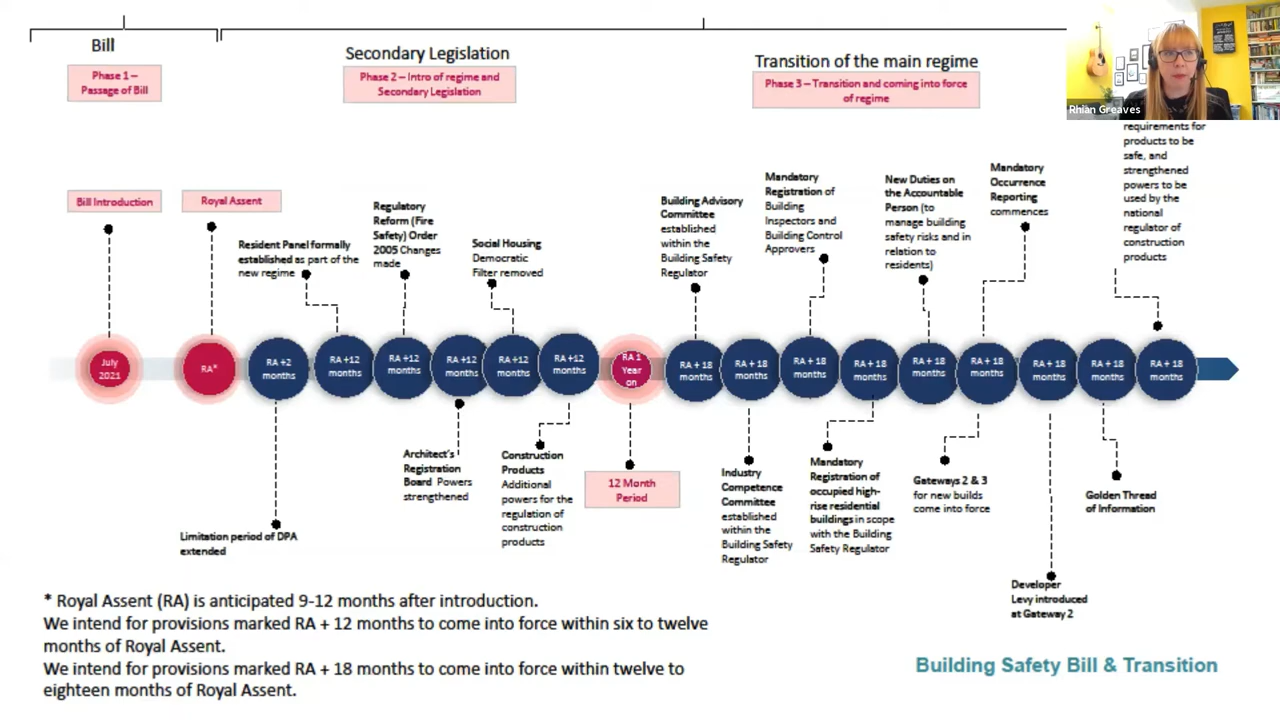 Bill
Phase 1 –
Passage of Bill
Secondary Legislation
Phase 2 – Intro of regime and
Secondary Legislation
Transition of the main regime
Phase 3 – Transition and coming into force
of regime
Rhian Greaves
Bill Introduction
Royal Assent
Resident Panel formally
established as part of the
new regime
Regulatory
Reform (Fire
Safety) Order
2005 Changes
made
Social Housing
Democratic
Filter removed
Building Advisory
Committee
established
within the
Building Safety
Regulator
Mandatory
Registration of
Building
Inspectors and
Building Control
Approvers
New Duties on
the Accountable
Person (to
manage building
safety risks and in
relation to
residents)
Mandatory
Occurrence
Reporting
commences
requirements for
products to be
safe, and
strengthened
powers to be
used by the
national
regulator of
construction
products
July
2021
RA*
RA +2
months
RA +12
months
RA +12
months
RA +12
months
RA +12
months
RA +12
months
RA 1
Year
on
RA + 18
months
RA + 18
months
RA + 18
months
RA + 18
months
RA + 18
months
RA + 18
months
RA + 18
months
RA + 18
months
RA + 18
months
Limitation period of DPA
extended
Architect's
Registration
Board Powers
strengthened
Construction
Products
Additional
powers for the
regulation of
construction
products
12 Month
Period
Industry
Competence
Committee
established
within the
Building Safety
Regulator
Mandatory
Registration of
occupied high-
rise residential
buildings in scope
with the Building
Safety Regulator
Gateways 2 & 3
for new builds
come into force
Developer
Levy introduced
at Gateway 2
Golden Thread
of Information
* Royal Assent (RA) is anticipated 9-12 months after introduction.
We intend for provisions marked RA + 12 months to come into force within six to twelve
months of Royal Assent.
We intend for provisions marked RA + 18 months to come into force within twelve to
eighteen months of Royal Assent.
Building Safety Bill & Transition